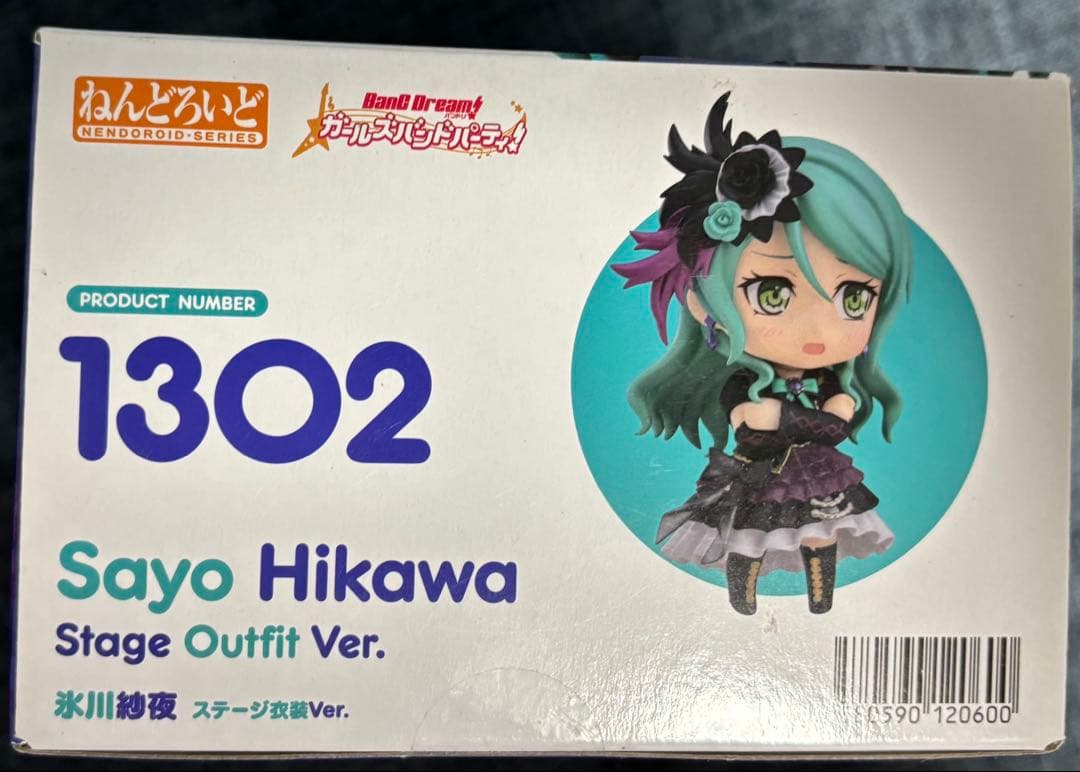 ねんどろいど
NENDOROID・SERIES
BanG Dream!
バンドリ!
ガールズバンドパーティ!
PRODUCT NUMBER
1302
Sayo Hikawa
Stage Outfit Ver.
氷川紗夜 ステージ衣装Ver.
590 120600